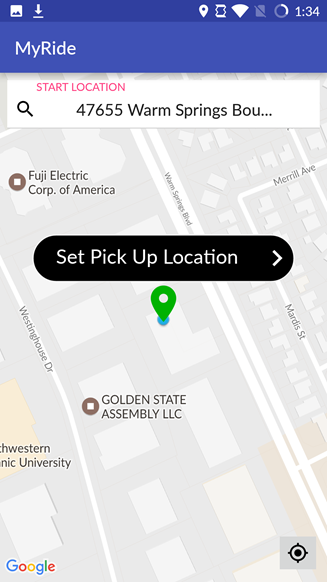 1:34
MyRide
START LOCATION
47655 Warm Springs Bou...
Fuji Electric
Corp. of America
Warm Springs Blvd
Merrill Ave
Set Pick Up Location
Westinghouse Dr
Mardis St
GOLDEN STATE
ASSEMBLY LLC
thwestern
nic University
Google